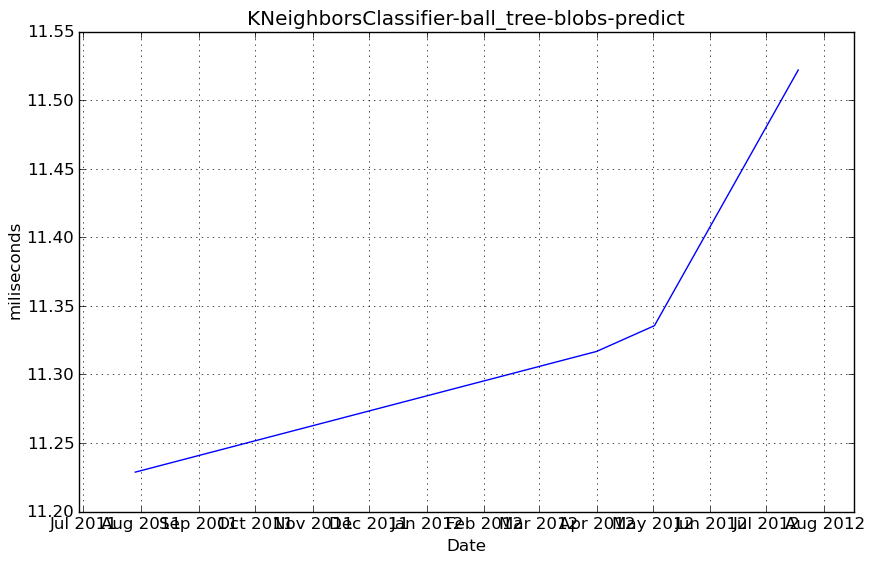 KNeighborsClassifier-ball_tree-blobs-predict
11.55
11.50
11.45
11.40
11.35
11.30
11.25
11.20
miliseconds
Jul 2011 Aug 2011 Sep 2011 Oct 2011 Nov 2011 Dec 2011 Jan 2012 Feb 2012 Mar 2012 Apr 2012 May 2012 Jun 2012 Jul 2012 Aug 2012
Date